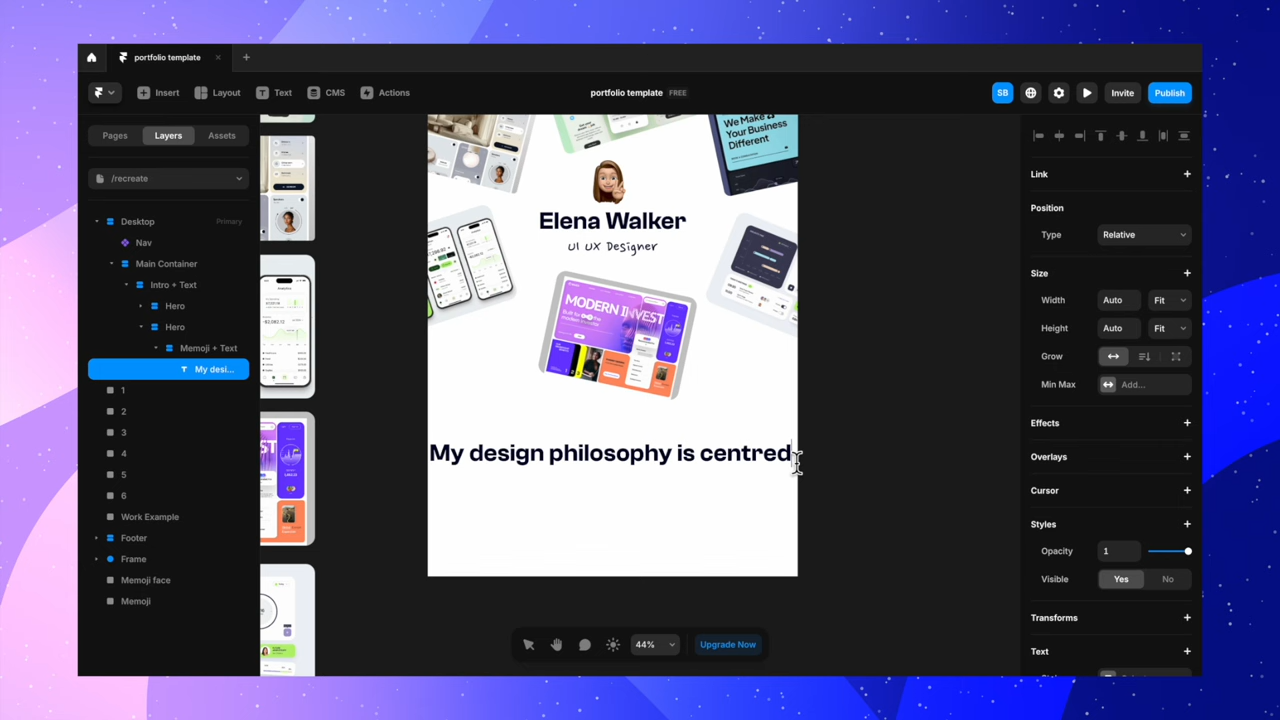 portfolio template
Insert
Layout
Text
CMS
Actions
portfolio template FREE
SB
Invite
Publish
Pages
Layers
Assets
/recreate
Desktop
Primary
Nav
Main Container
Intro + Text
Hero
Hero
Memoji + Text
My desi...
1
2
3
4
5
6
Work Example
Footer
Frame
Memoji face
Memoji
We Make
Your Business
Different
Elena Walker
UI UX Designer
MODERN INVEST
My design philosophy is centred
44%
Upgrade Now
Link
Position
Type
Relative
Size
Width
Auto
Fit
Height
Auto
Fit
Grow
Min Max
Add...
Effects
Overlays
Cursor
Styles
Opacity
1
Visible
Yes
No
Transforms
Text